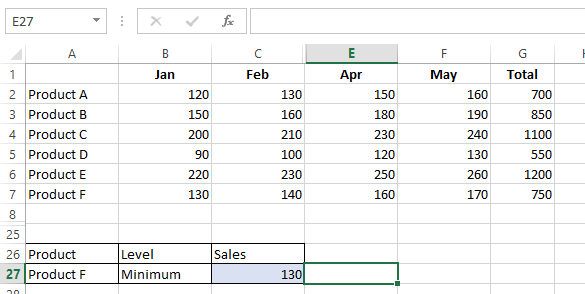 E27 fx
A B C E F G
1 Jan Feb Apr May Total
2 Product A 120 130 150 160 700
3 Product B 150 160 180 190 850
4 Product C 200 210 230 240 1100
5 Product D 90 100 120 130 550
6 Product E 220 230 250 260 1200
7 Product F 130 140 160 170 750
8
25
26 Product Level Sales
27 Product F Minimum 130